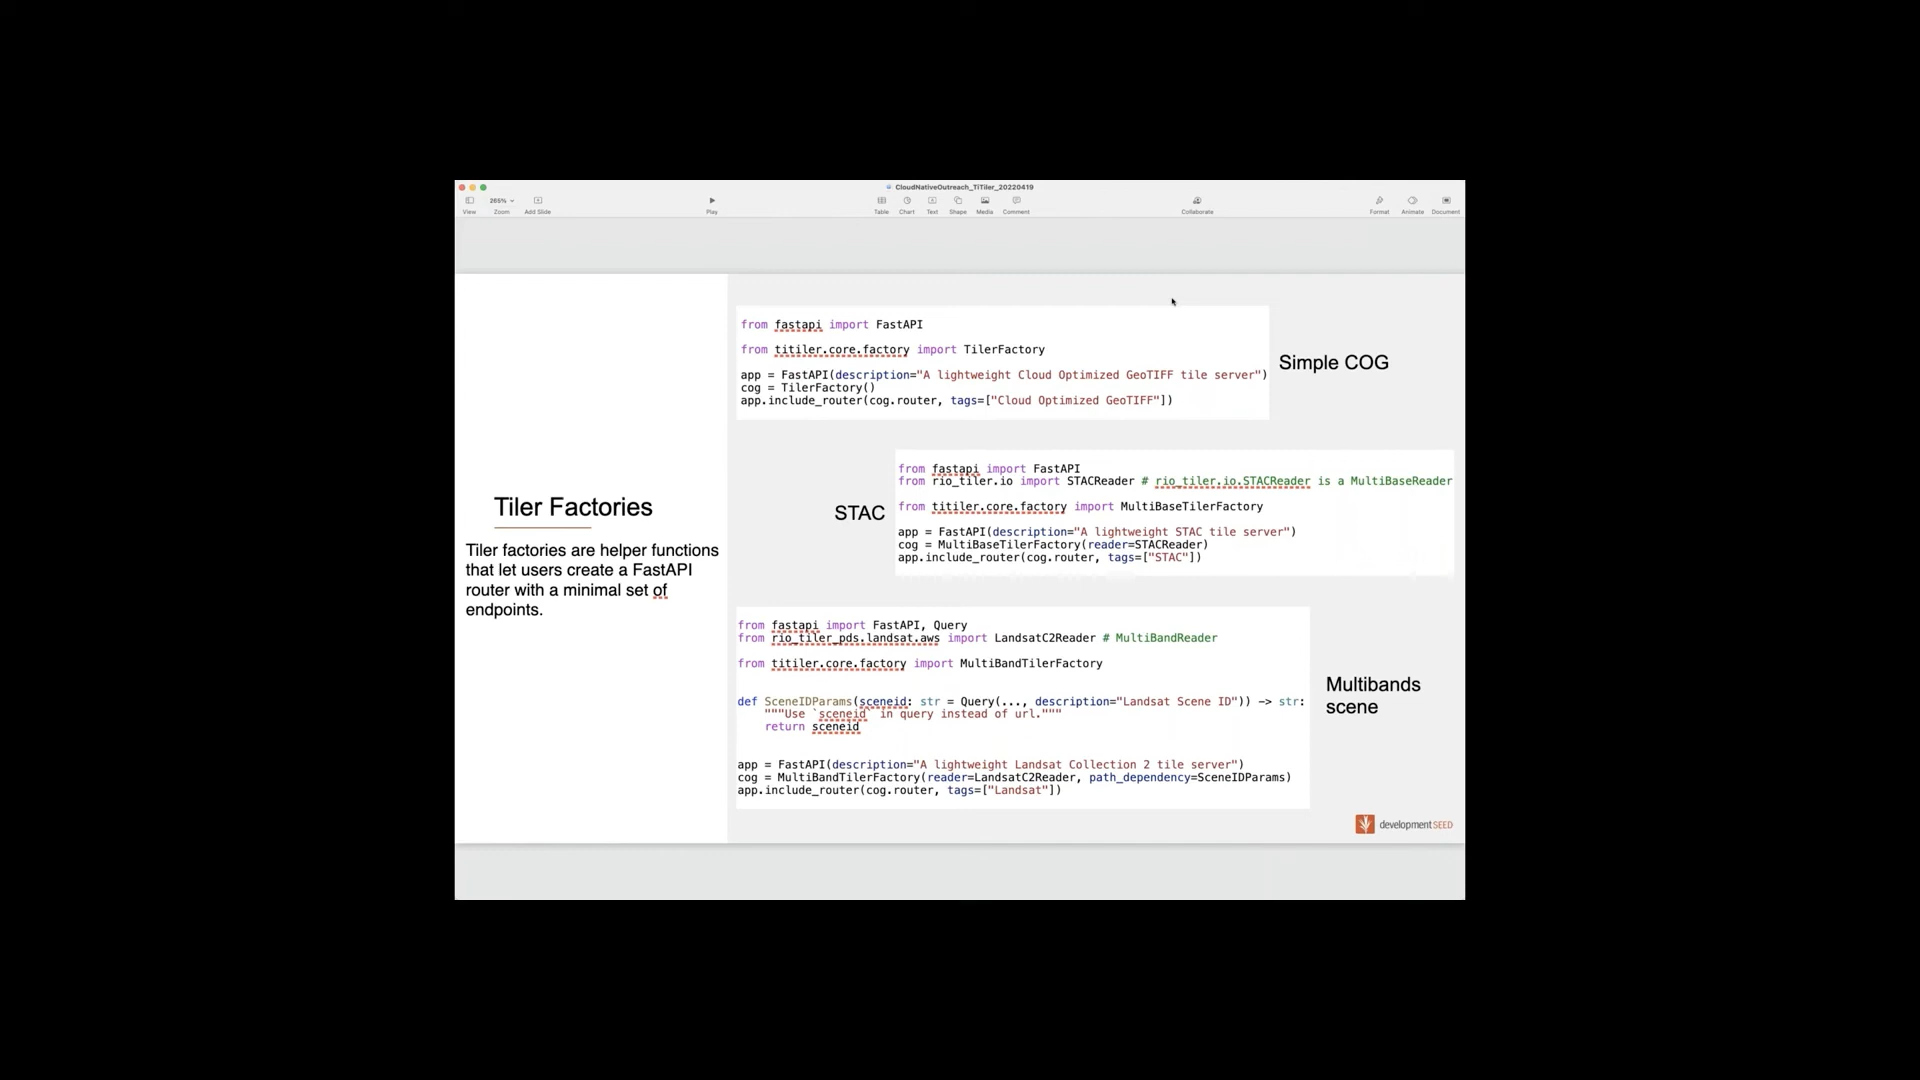 CloudNativeOutreach_TiTiler_20220419
265%
View
Zoom
Add Slide
Play
Table
Chart
Text
Shape
Media
Comment
Collaborate
Format
Animate
Document
Tiler Factories
Tiler factories are helper functions
that let users create a FastAPI
router with a minimal set of
endpoints.
from fastapi import FastAPI
from titiler.core.factory import TilerFactory
app = FastAPI(description="A lightweight Cloud Optimized GeoTIFF tile server")
cog = TilerFactory()
app.include_router(cog.router, tags=["Cloud Optimized GeoTIFF"])
Simple COG
STAC
from fastapi import FastAPI
from rio_tiler.io import STACReader # rio_tiler.io.STACReader is a MultiBaseReader
from titiler.core.factory import MultiBaseTilerFactory
app = FastAPI(description="A lightweight STAC tile server")
cog = MultiBaseTilerFactory(reader=STACReader)
app.include_router(cog.router, tags=["STAC"])
from fastapi import FastAPI, Query
from rio_tiler_pds.landsat.aws import LandsatC2Reader # MultiBandReader
from titiler.core.factory import MultiBandTilerFactory
def SceneIDParams(sceneid: str = Query(..., description="Landsat Scene ID")) -> str:
"""Use `sceneid` in query instead of url."""
return sceneid
app = FastAPI(description="A lightweight Landsat Collection 2 tile server")
cog = MultiBandTilerFactory(reader=LandsatC2Reader, path_dependency=SceneIDParams)
app.include_router(cog.router, tags=["Landsat"])
Multibands
scene
developmentSEED